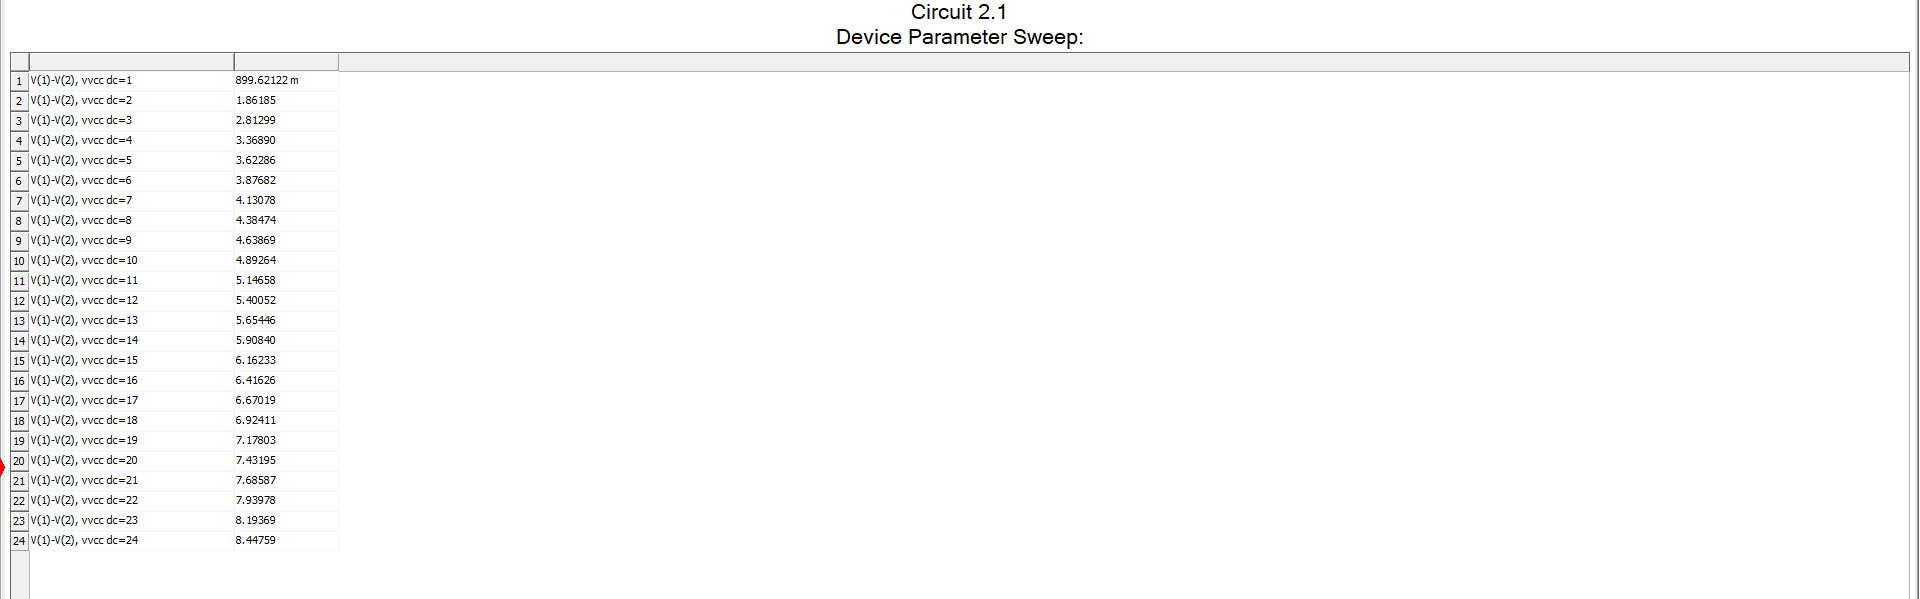 Circuit 2.1
Device Parameter Sweep:
1 V(1)-V(2), vvcc dc=1 899.62122 m
2 V(1)-V(2), vvcc dc=2 1.86185
3 V(1)-V(2), vvcc dc=3 2.81299
4 V(1)-V(2), vvcc dc=4 3.36890
5 V(1)-V(2), vvcc dc=5 3.62286
6 V(1)-V(2), vvcc dc=6 3.87682
7 V(1)-V(2), vvcc dc=7 4.13078
8 V(1)-V(2), vvcc dc=8 4.38474
9 V(1)-V(2), vvcc dc=9 4.63869
10 V(1)-V(2), vvcc dc=10 4.89264
11 V(1)-V(2), vvcc dc=11 5.14658
12 V(1)-V(2), vvcc dc=12 5.40052
13 V(1)-V(2), vvcc dc=13 5.65446
14 V(1)-V(2), vvcc dc=14 5.90840
15 V(1)-V(2), vvcc dc=15 6.16233
16 V(1)-V(2), vvcc dc=16 6.41626
17 V(1)-V(2), vvcc dc=17 6.67019
18 V(1)-V(2), vvcc dc=18 6.92411
19 V(1)-V(2), vvcc dc=19 7.17803
20 V(1)-V(2), vvcc dc=20 7.43195
21 V(1)-V(2), vvcc dc=21 7.68587
22 V(1)-V(2), vvcc dc=22 7.93978
23 V(1)-V(2), vvcc dc=23 8.19369
24 V(1)-V(2), vvcc dc=24 8.44759